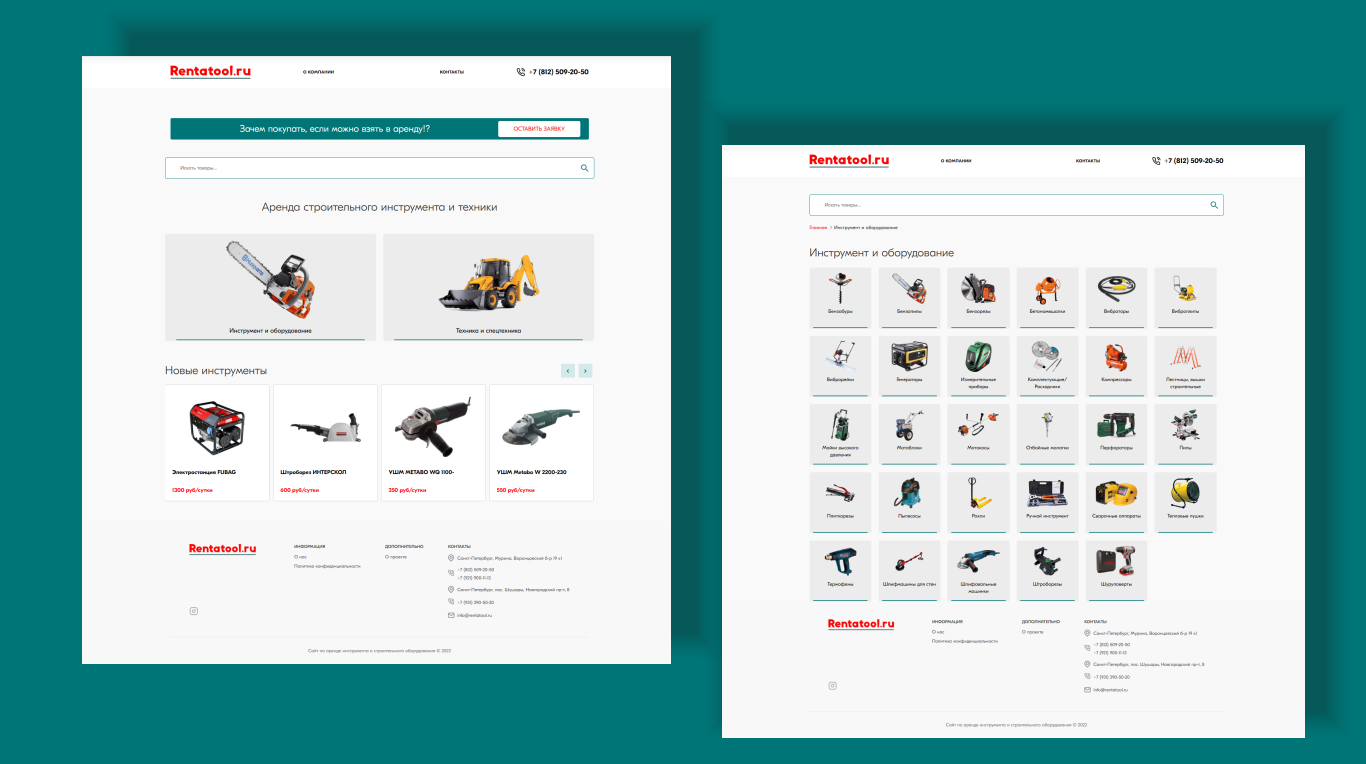 Rentatool.ru
О КОМПАНИИ
КОНТАКТЫ
+7 (812) 509-20-50
Зачем покупать, если можно взять в аренду!?
ОСТАВИТЬ ЗАЯВКУ
Искать товары...
Аренда строительного инструмента и техники
Инструмент и оборудование
Техника и спецтехника
Новые инструменты
Электростанция FUBAG
1300 руб/сутки
Штроборез ИНТЕРСКОЛ
600 руб/сутки
УШМ METABO WQ 1100-
350 руб/сутки
УШМ Metabo W 2200-230
550 руб/сутки
Rentatool.ru
ИНФОРМАЦИЯ
О нас
Политика конфиденциальности
ДОПОЛНИТЕЛЬНО
О проекте
КОНТАКТЫ
Санкт-Петербург, Мурино, Воронцовский б-р 19 к1
+7 (812) 509-20-50
+7 (921) 900-11-13
Санкт-Петербург, пос. Шушары, Новгородский пр-т, 8
+7 (931) 390-50-20
info@rentatool.ru
Сайт по аренде инструмента и строительного оборудования © 2022
Rentatool.ru
О КОМПАНИИ
КОНТАКТЫ
+7 (812) 509-20-50
Искать товары...
Главная › Инструмент и оборудование
Инструмент и оборудование
Бензобуры
Бензопилы
Бензорезы
Бетономешалки
Вибраторы
Виброплиты
Виброрейки
Генераторы
Измерительные
приборы
Комплектующие/
Расходники
Компрессоры
Лестницы, вышки
строительные
Мойки высокого
давления
Мотоблоки
Мотокосы
Отбойные молотки
Перфораторы
Пилы
Плиткорезы
Пылесосы
Рохли
Ручной инструмент
Сварочные аппараты
Тепловые пушки
Термофены
Шлифмашины для стен
Шлифовальные
машинки
Штроборезы
Шуруповерты
Rentatool.ru
ИНФОРМАЦИЯ
О нас
Политика конфиденциальности
ДОПОЛНИТЕЛЬНО
О проекте
КОНТАКТЫ
Санкт-Петербург, Мурино, Воронцовский б-р 19 к1
+7 (812) 509-20-50
+7 (921) 900-11-13
Санкт-Петербург, пос. Шушары, Новгородский пр-т, 8
+7 (931) 390-50-20
info@rentatool.ru
Сайт по аренде инструмента и строительного оборудования © 2022